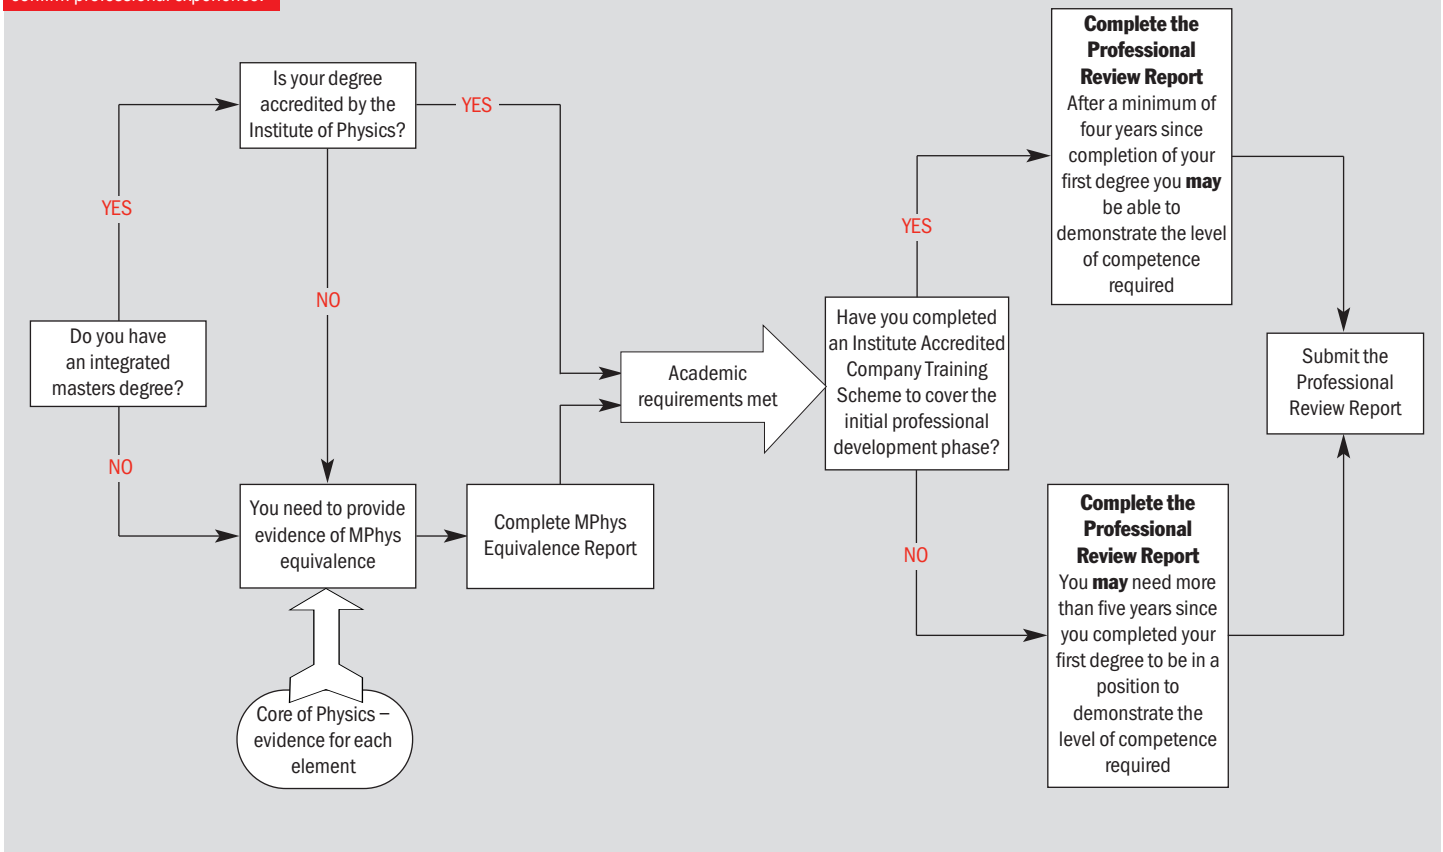 Is your degree
accredited by the
Institute of Physics?
YES
YES
NO
Do you have
an integrated
masters degree?
NO
You need to provide
evidence of MPhys
equivalence
Complete MPhys
Equivalence Report
Core of Physics –
evidence for each
element
Academic
requirements met
Have you completed
an Institute Accredited
Company Training
Scheme to cover the
initial professional
development phase?
YES
NO
Complete the
Professional
Review Report
After a minimum of
four years since
completion of your
first degree you may
be able to
demonstrate the level
of competence
required
Complete the
Professional
Review Report
You may need more
than five years since
you completed your
first degree to be in a
position to
demonstrate the
level of competence
required
Submit the
Professional
Review Report